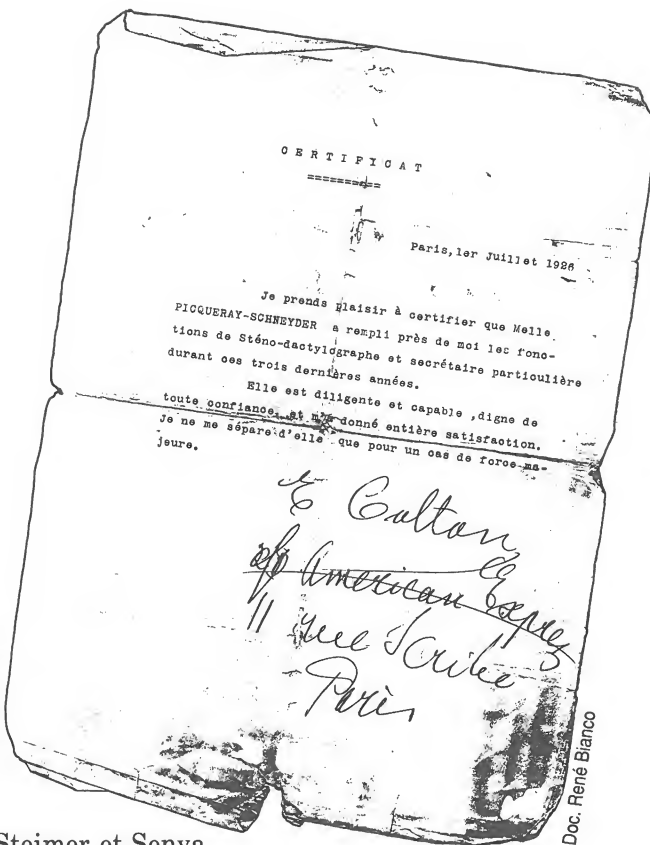 CERTIFICAT
==========
Paris,1er Juillet 1926
Je prends plaisir à certifier que Melle
PICQUERAY-SCHNEYDER a rempli près de moi les fonc-
tions de Sténo-dactylographe et secrétaire particulière
durant ces trois dernières années.
Elle est diligente et capable ,digne de
toute confiance, et m'a donné entière satisfaction.
Je ne me sépare d'elle que pour un cas de force ma-
jeure.
E Colton
c/o American Express
11 rue Scribe
Paris
Doc. René Bianco
Steimer et Senya